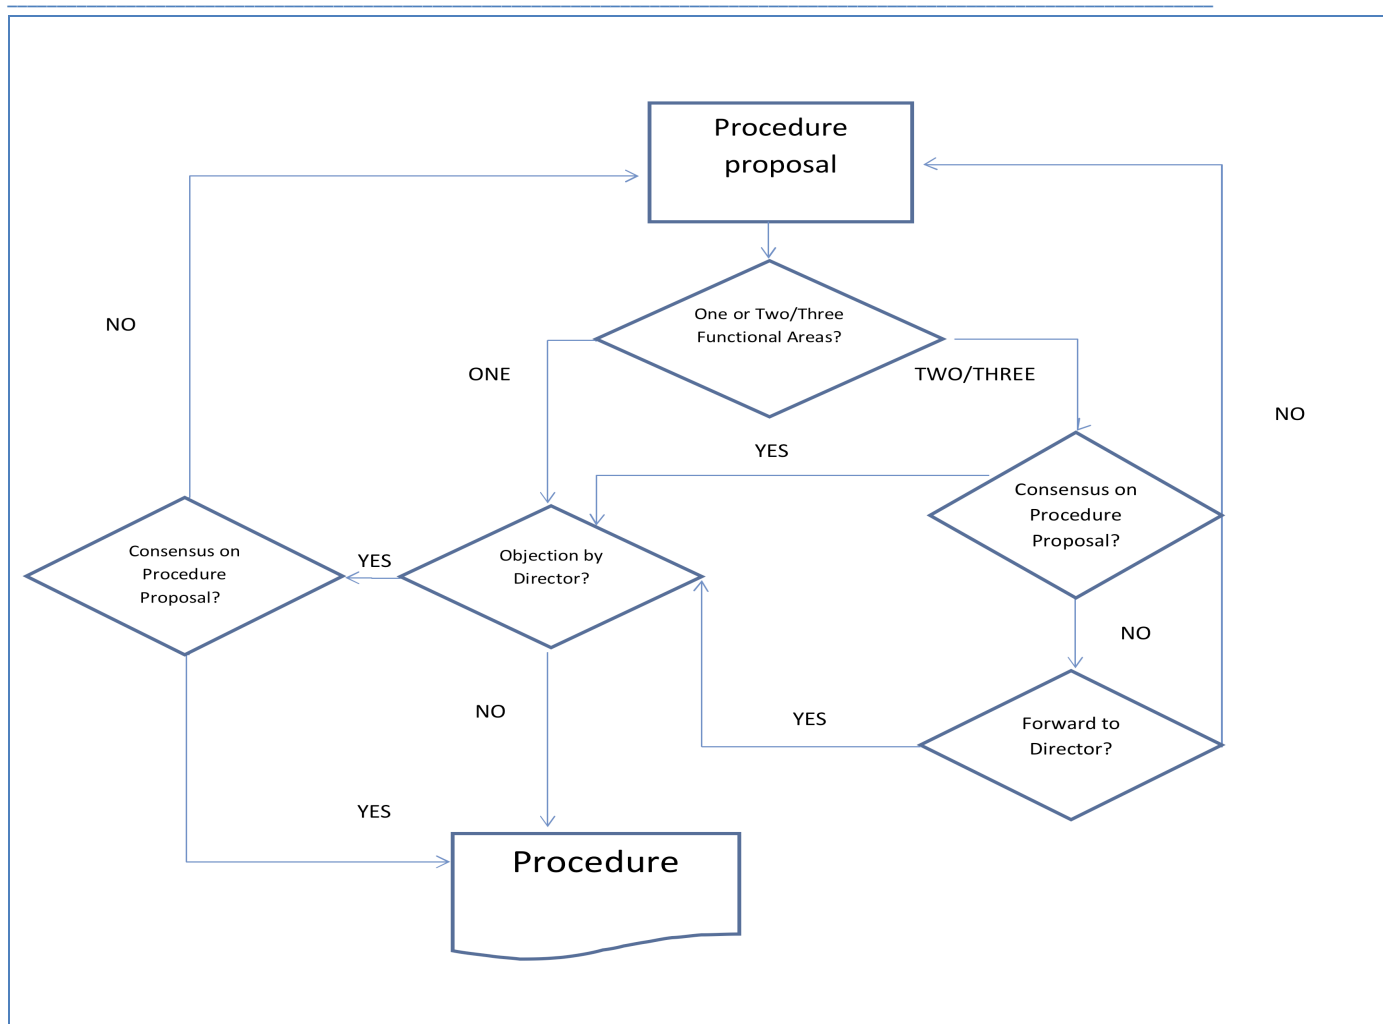 Procedure
proposal
One or Two/Three
Functional Areas?
NO
ONE
TWO/THREE
NO
YES
Consensus on
Procedure
Proposal?
Consensus on
Procedure
Proposal?
YES
Objection by
Director?
NO
NO
YES
Forward to
Director?
YES
Procedure